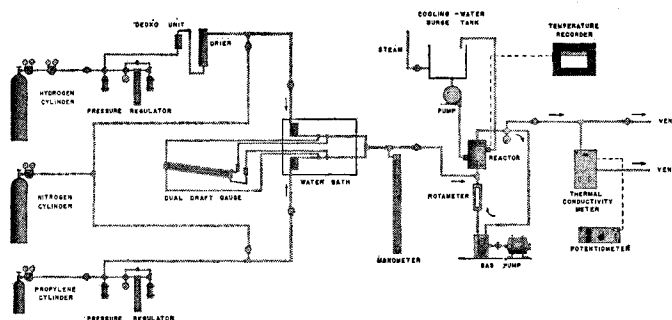 "DEOXO UNIT
DRIER
COOLING-WATER
SURGE TANK
TEMPERATURE
RECORDER
STEAM
HYDROGEN
CYLINDER
PRESSURE REGULATOR
PUMP
VEN
REACTOR
WATER BATH
VEN
NITROGEN
CYLINDER
DUAL DRAFT GAUGE
ROTAMETER
THERMAL
CONDUCTIVITY
METER
POTENTIOMETER
MANOMETER
GAS PUMP
PROPYLENE
CYLINDER
PRESSURE REGULATOR